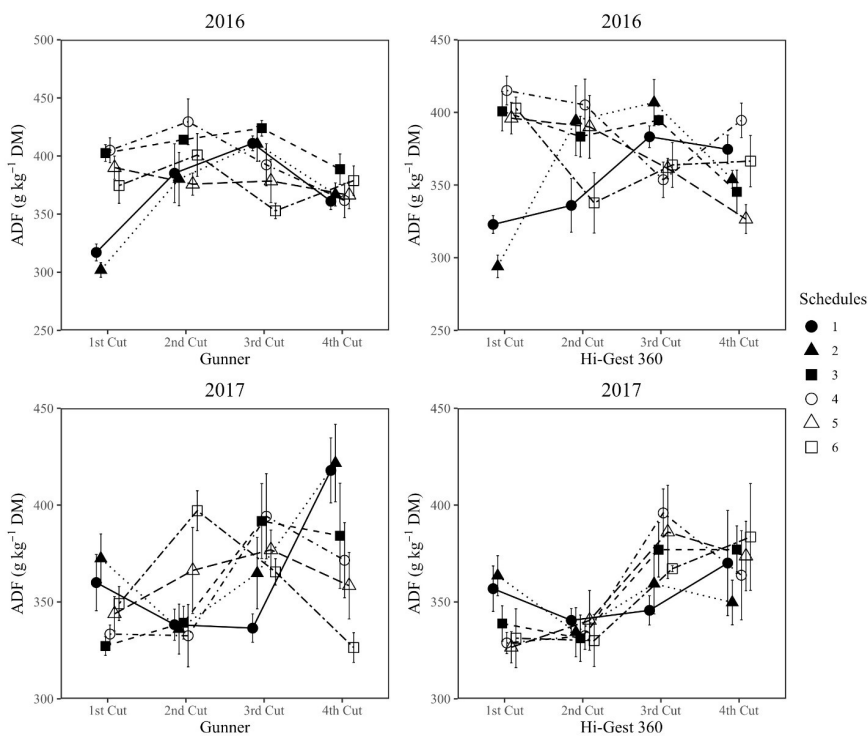 2016
500
450
400
350
300
250
ADF (g kg⁻¹ DM)
1st Cut 2nd Cut 3rd Cut 4th Cut
Gunner
2016
450
400
350
300
250
ADF (g kg⁻¹ DM)
1st Cut 2nd Cut 3rd Cut 4th Cut
Hi-Gest 360
Schedules
1
2
3
4
5
6
2017
450
400
350
300
ADF (g kg⁻¹ DM)
1st Cut 2nd Cut 3rd Cut 4th Cut
Gunner
2017
450
400
350
300
ADF (g kg⁻¹ DM)
1st Cut 2nd Cut 3rd Cut 4th Cut
Hi-Gest 360